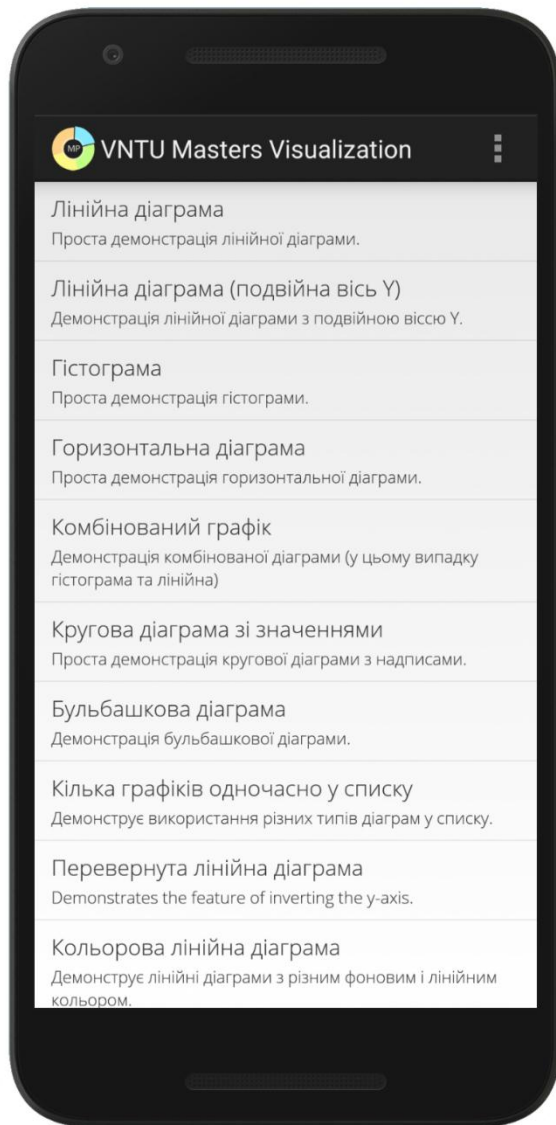 MP VNTU Masters Visualization
Лінійна діаграма
Проста демонстрація лінійної діаграми.
Лінійна діаграма (подвійна вісь Y)
Демонстрація лінійної діаграми з подвійною віссю Y.
Гістограма
Проста демонстрація гістограми.
Горизонтальна діаграма
Проста демонстрація горизонтальної діаграми.
Комбінований графік
Демонстрація комбінованої діаграми (у цьому випадку
гістограма та лінійна)
Кругова діаграма зі значеннями
Проста демонстрація кругової діаграми з надписами.
Бульбашкова діаграма
Демонстрація бульбашкової діаграми.
Кілька графіків одночасно у списку
Демонструє використання різних типів діаграм у списку.
Перевернута лінійна діаграма
Demonstrates the feature of inverting the y-axis.
Кольорова лінійна діаграма
Демонструє лінійні діаграми з різним фоновим і лінійним
кольором.